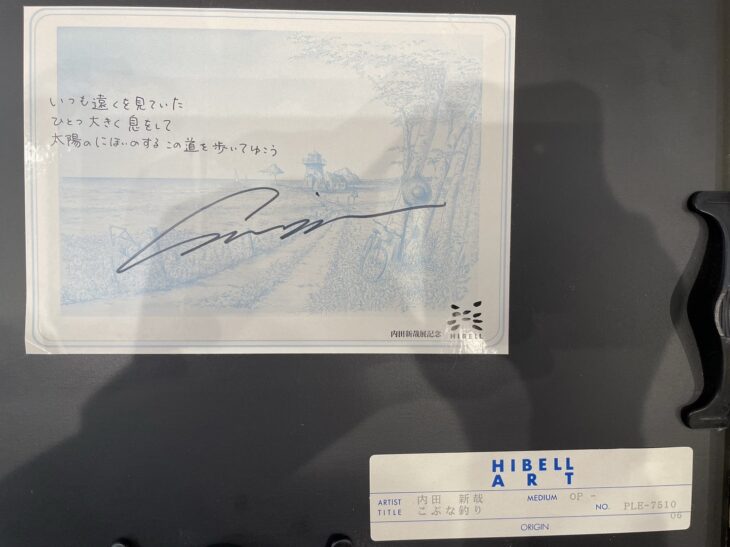 いつも遠くを見ていた
ひとつ大きく息をして
太陽のにほいのするこの道を歩いてゆこう
内田新哉展記念
HIBELL
HIBELL
ART
ARTIST 内田 新哉 MEDIUM OP -
TITLE こぶな釣り NO. PLE-7510
06
ORIGIN